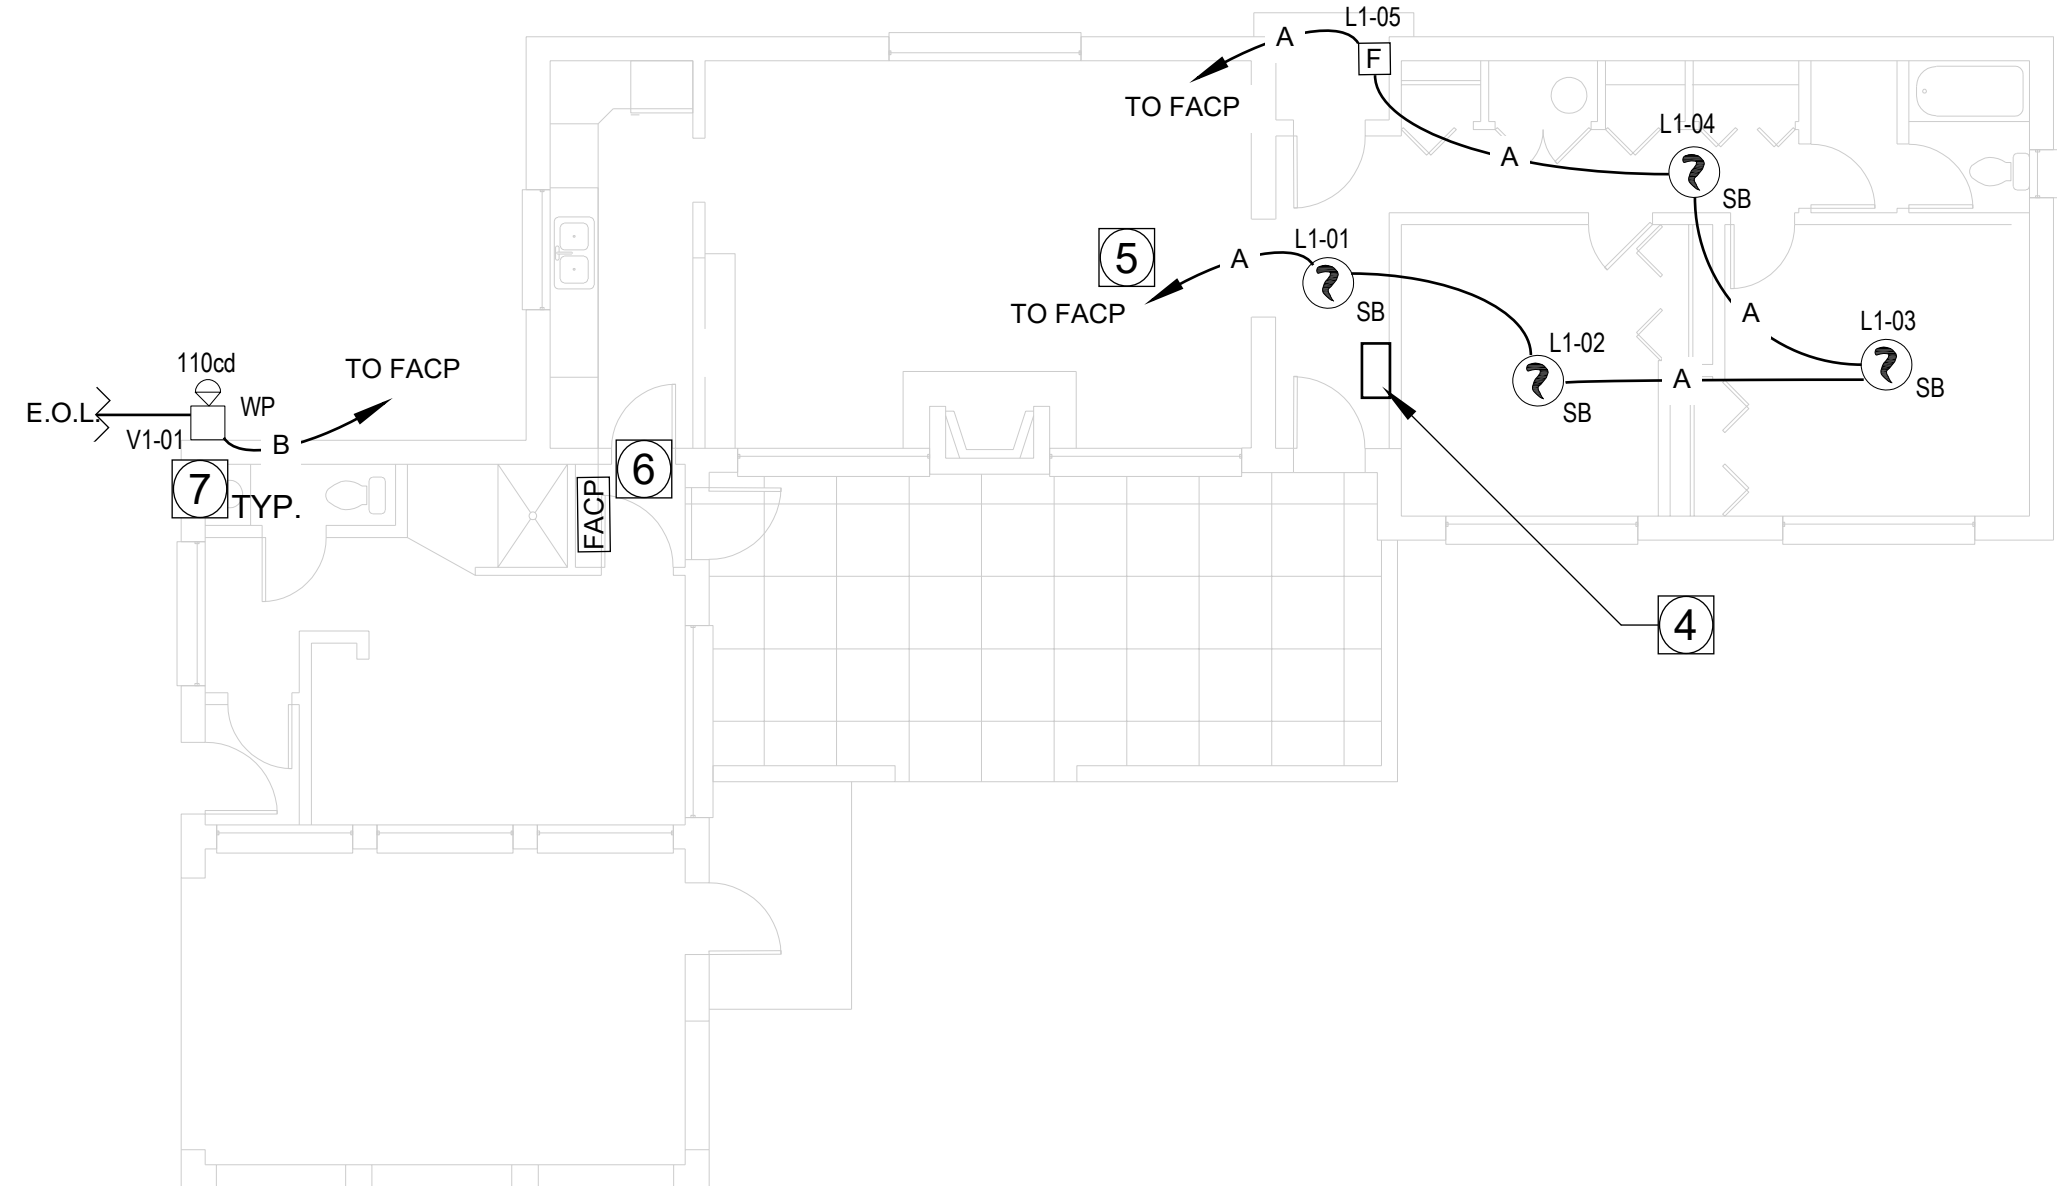 L1-05
A
F
TO FACP
L1-04
A
SB
5
L1-01
A
TO FACP
SB
A
L1-03
L1-02
SB
A
SB
110cd
TO FACP
E.O.L.
WP
V1-01
B
6
7
TYP.
FACP
4